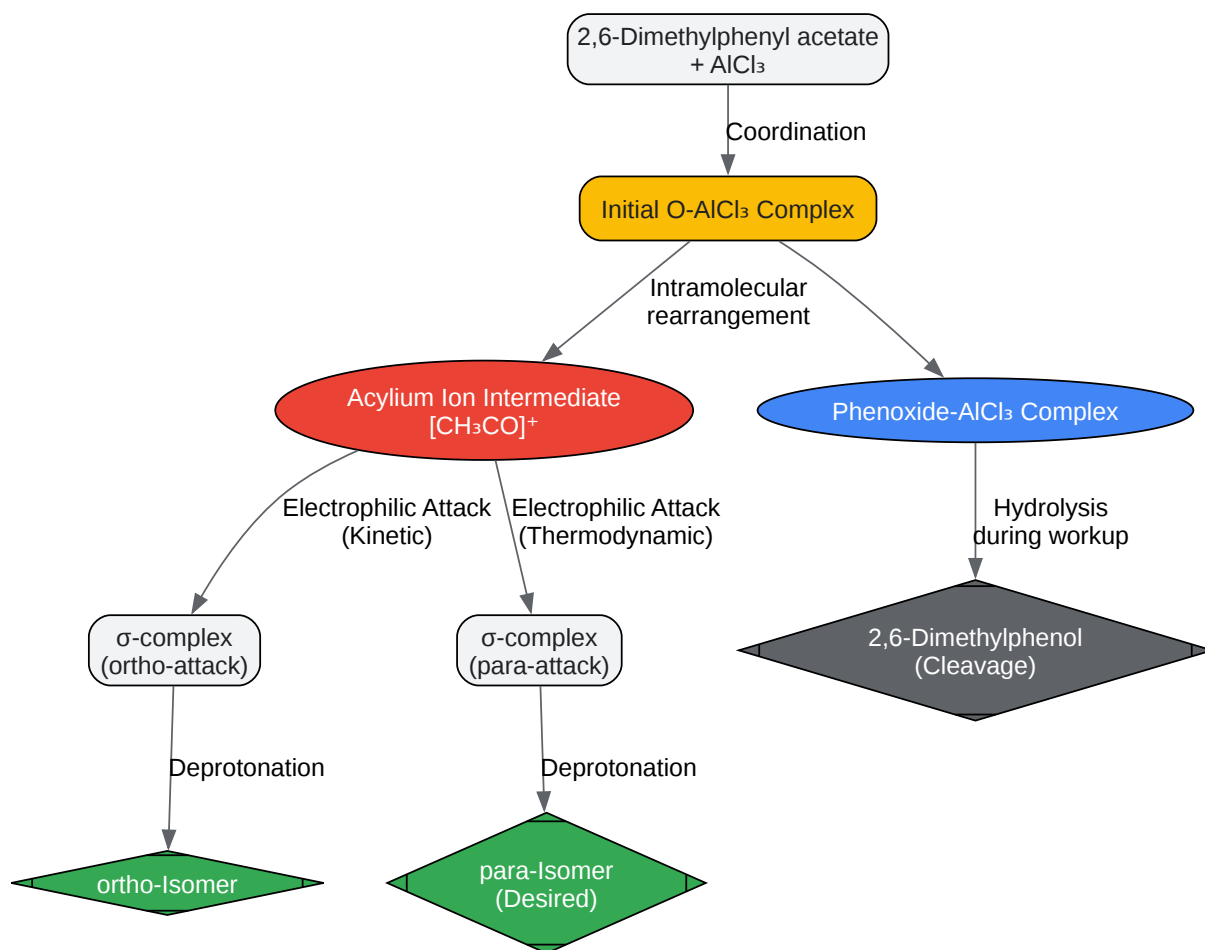 2,6-Dimethylphenyl acetate
+ AlCl₃
Coordination
Initial O-AlCl₃ Complex
Intramolecular
rearrangement
Acylium Ion Intermediate
[CH₃CO]⁺
Phenoxide-AlCl₃ Complex
Electrophilic Attack
(Kinetic)
Electrophilic Attack
(Thermodynamic)
Hydrolysis
during workup
σ-complex
(ortho-attack)
σ-complex
(para-attack)
2,6-Dimethylphenol
(Cleavage)
Deprotonation
Deprotonation
ortho-Isomer
para-Isomer
(Desired)